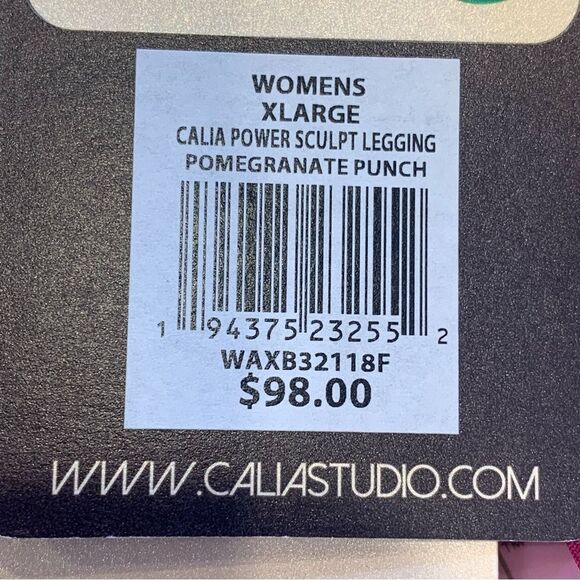 WOMENS
XLARGE
CALIA POWER SCULPT LEGGING
POMEGRANATE PUNCH
1 94375 23255 2
WAXB32118F
$98.00
WWW.CALIASTUDIO.COM